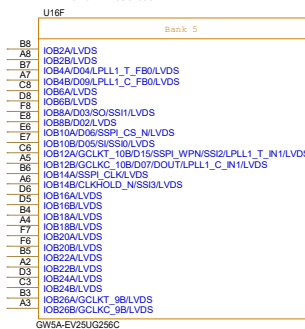 U16F
Bank 5
B8 IOB2A/LVDS
A8 IOB2B/LVDS
B7 IOB4A/D04/LPLL1_T_FB0/LVDS
A7 IOB4B/D09/LPLL1_C_FB0/LVDS
C8 IOB6A/LVDS
D8 IOB6B/LVDS
F8 IOB8A/D03/SO/SSI1/LVDS
E8 IOB8B/D02/LVDS
E6 IOB10A/D06/SSPI_CS_N/LVDS
E7 IOB10B/D05/SI/SSI0/LVDS
C6 IOB12A/GCLKT_10B/D15/SSPI_WPN/SSI2/LPLL1_T_IN1/LVDS
A5 IOB12B/GCLKC_10B/D07/DOUT/LPLL1_C_IN1/LVDS
B6 IOB14A/SSPI_CLK/LVDS
A6 IOB14B/CLKHOLD_N/SSI3/LVDS
D6 IOB16A/LVDS
D5 IOB16B/LVDS
B4 IOB18A/LVDS
A4 IOB18B/LVDS
F7 IOB20A/LVDS
F6 IOB20B/LVDS
B5 IOB22A/LVDS
A2 IOB22B/LVDS
D3 IOB24A/LVDS
C3 IOB24B/LVDS
B3 IOB26A/GCLKT_9B/LVDS
A3 IOB26B/GCLKC_9B/LVDS
GW5A-EV25UG256C